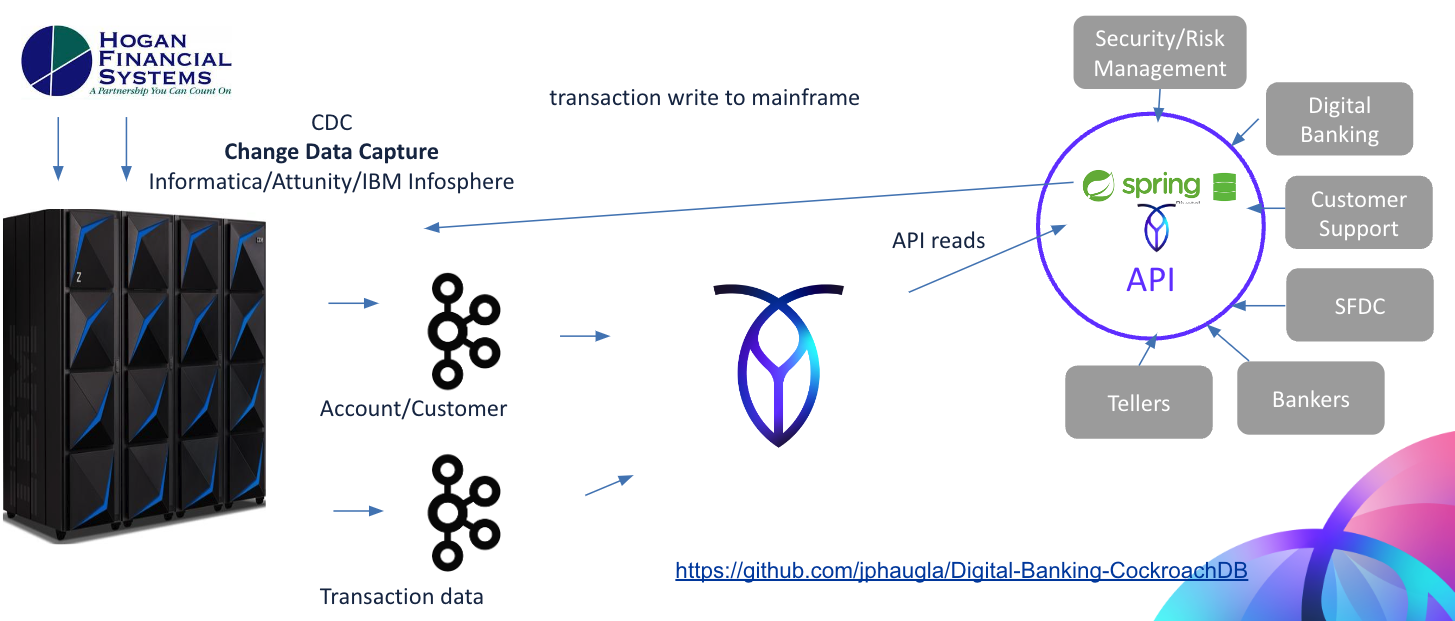 HOGAN
FINANCIAL
SYSTEMS
A Partnership You Can Count On
CDC
Change Data Capture
Informatica/Attunity/IBM Infosphere
transaction write to mainframe
Security/Risk
Management
Digital
Banking
Customer
Support
SFDC
Bankers
Tellers
spring
API
API reads
Z
IBM
Account/Customer
Transaction data
https://github.com/jphaugla/Digital-Banking-CockroachDB